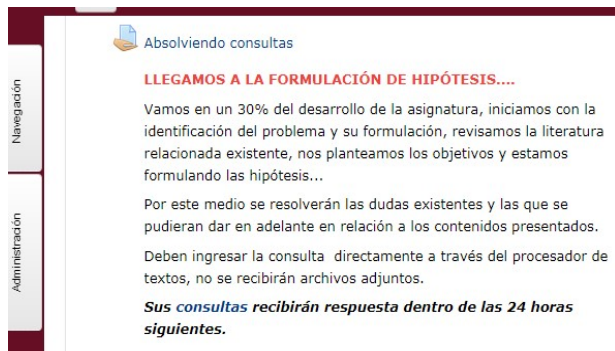 Absolviendo consultas
LLEGAMOS A LA FORMULACIÓN DE HIPÓTESIS....
Vamos en un 30% del desarrollo de la asignatura, iniciamos con la
identificación del problema y su formulación, revisamos la literatura
relacionada existente, nos planteamos los objetivos y estamos
formulando las hipótesis...
Por este medio se resolverán las dudas existentes y las que se
pudieran dar en adelante en relación a los contenidos presentados.
Deben ingresar la consulta directamente a través del procesador de
textos, no se recibirán archivos adjuntos.
Sus consultas recibirán respuesta dentro de las 24 horas
siguientes.
Navegación
Administración